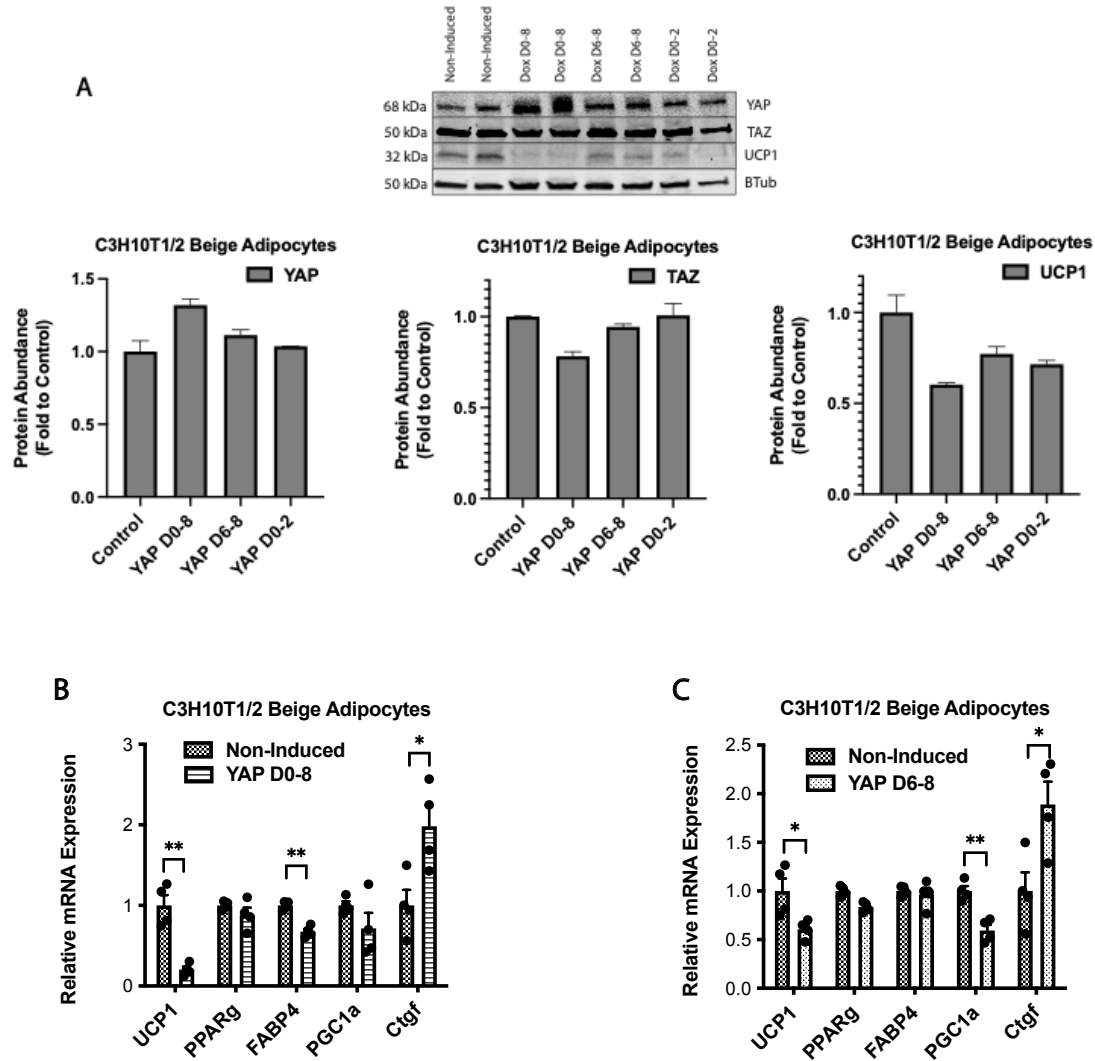 A
Non-Induced
Non-Induced
Dox D0-8
Dox D0-8
Dox D6-8
Dox D6-8
Dox D0-2
Dox D0-2
68 kDa YAP
50 kDa TAZ
32 kDa UCP1
50 kDa BTub
C3H10T1/2 Beige Adipocytes
YAP
Protein Abundance
(Fold to Control)
1.5
1.0
0.5
0.0
Control
YAP D0-8
YAP D6-8
YAP D0-2
C3H10T1/2 Beige Adipocytes
TAZ
Protein Abundance
(Fold to Control)
1.0
0.5
0.0
Control
YAP D0-8
YAP D6-8
YAP D0-2
C3H10T1/2 Beige Adipocytes
UCP1
Protein Abundance
(Fold to Control)
1.0
0.5
0.0
Control
YAP D0-8
YAP D6-8
YAP D0-2
B
C3H10T1/2 Beige Adipocytes
Non-Induced
YAP D0-8
Relative mRNA Expression
3
2
1
0
**
**
*
UCP1
PPARg
FABP4
PGC1a
Ctgf
C
C3H10T1/2 Beige Adipocytes
Non-Induced
YAP D6-8
Relative mRNA Expression
2.5
2.0
1.5
1.0
0.5
0.0
*
**
*
UCP1
PPARg
FABP4
PGC1a
Ctgf